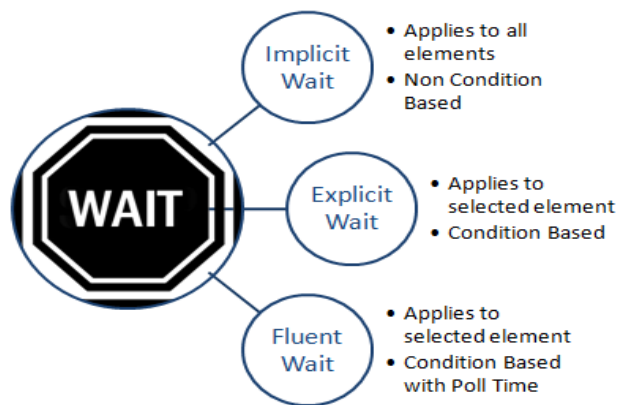 WAIT
Implicit
Wait
• Applies to all
elements
• Non Condition
Based
Explicit
Wait
• Applies to
selected element
• Condition Based
Fluent
Wait
• Applies to
selected element
• Condition Based
with Poll Time